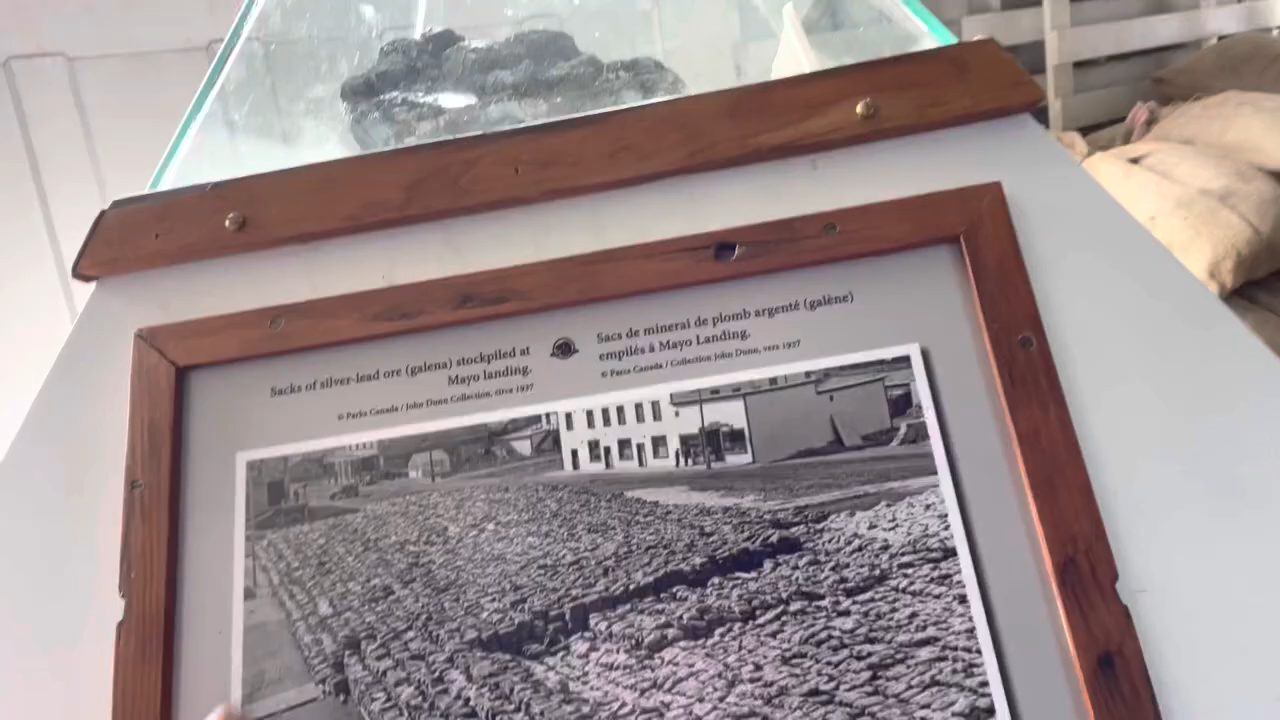 Sacks of silver-lead ore (galena) stockpiled at
Mayo landing.
© Parks Canada / John Dunn Collection, circa 1937
Sacs de minerai de plomb argenté (galène)
empilés à Mayo Landing.
© Parcs Canada / Collection John Dunn, vers 1937